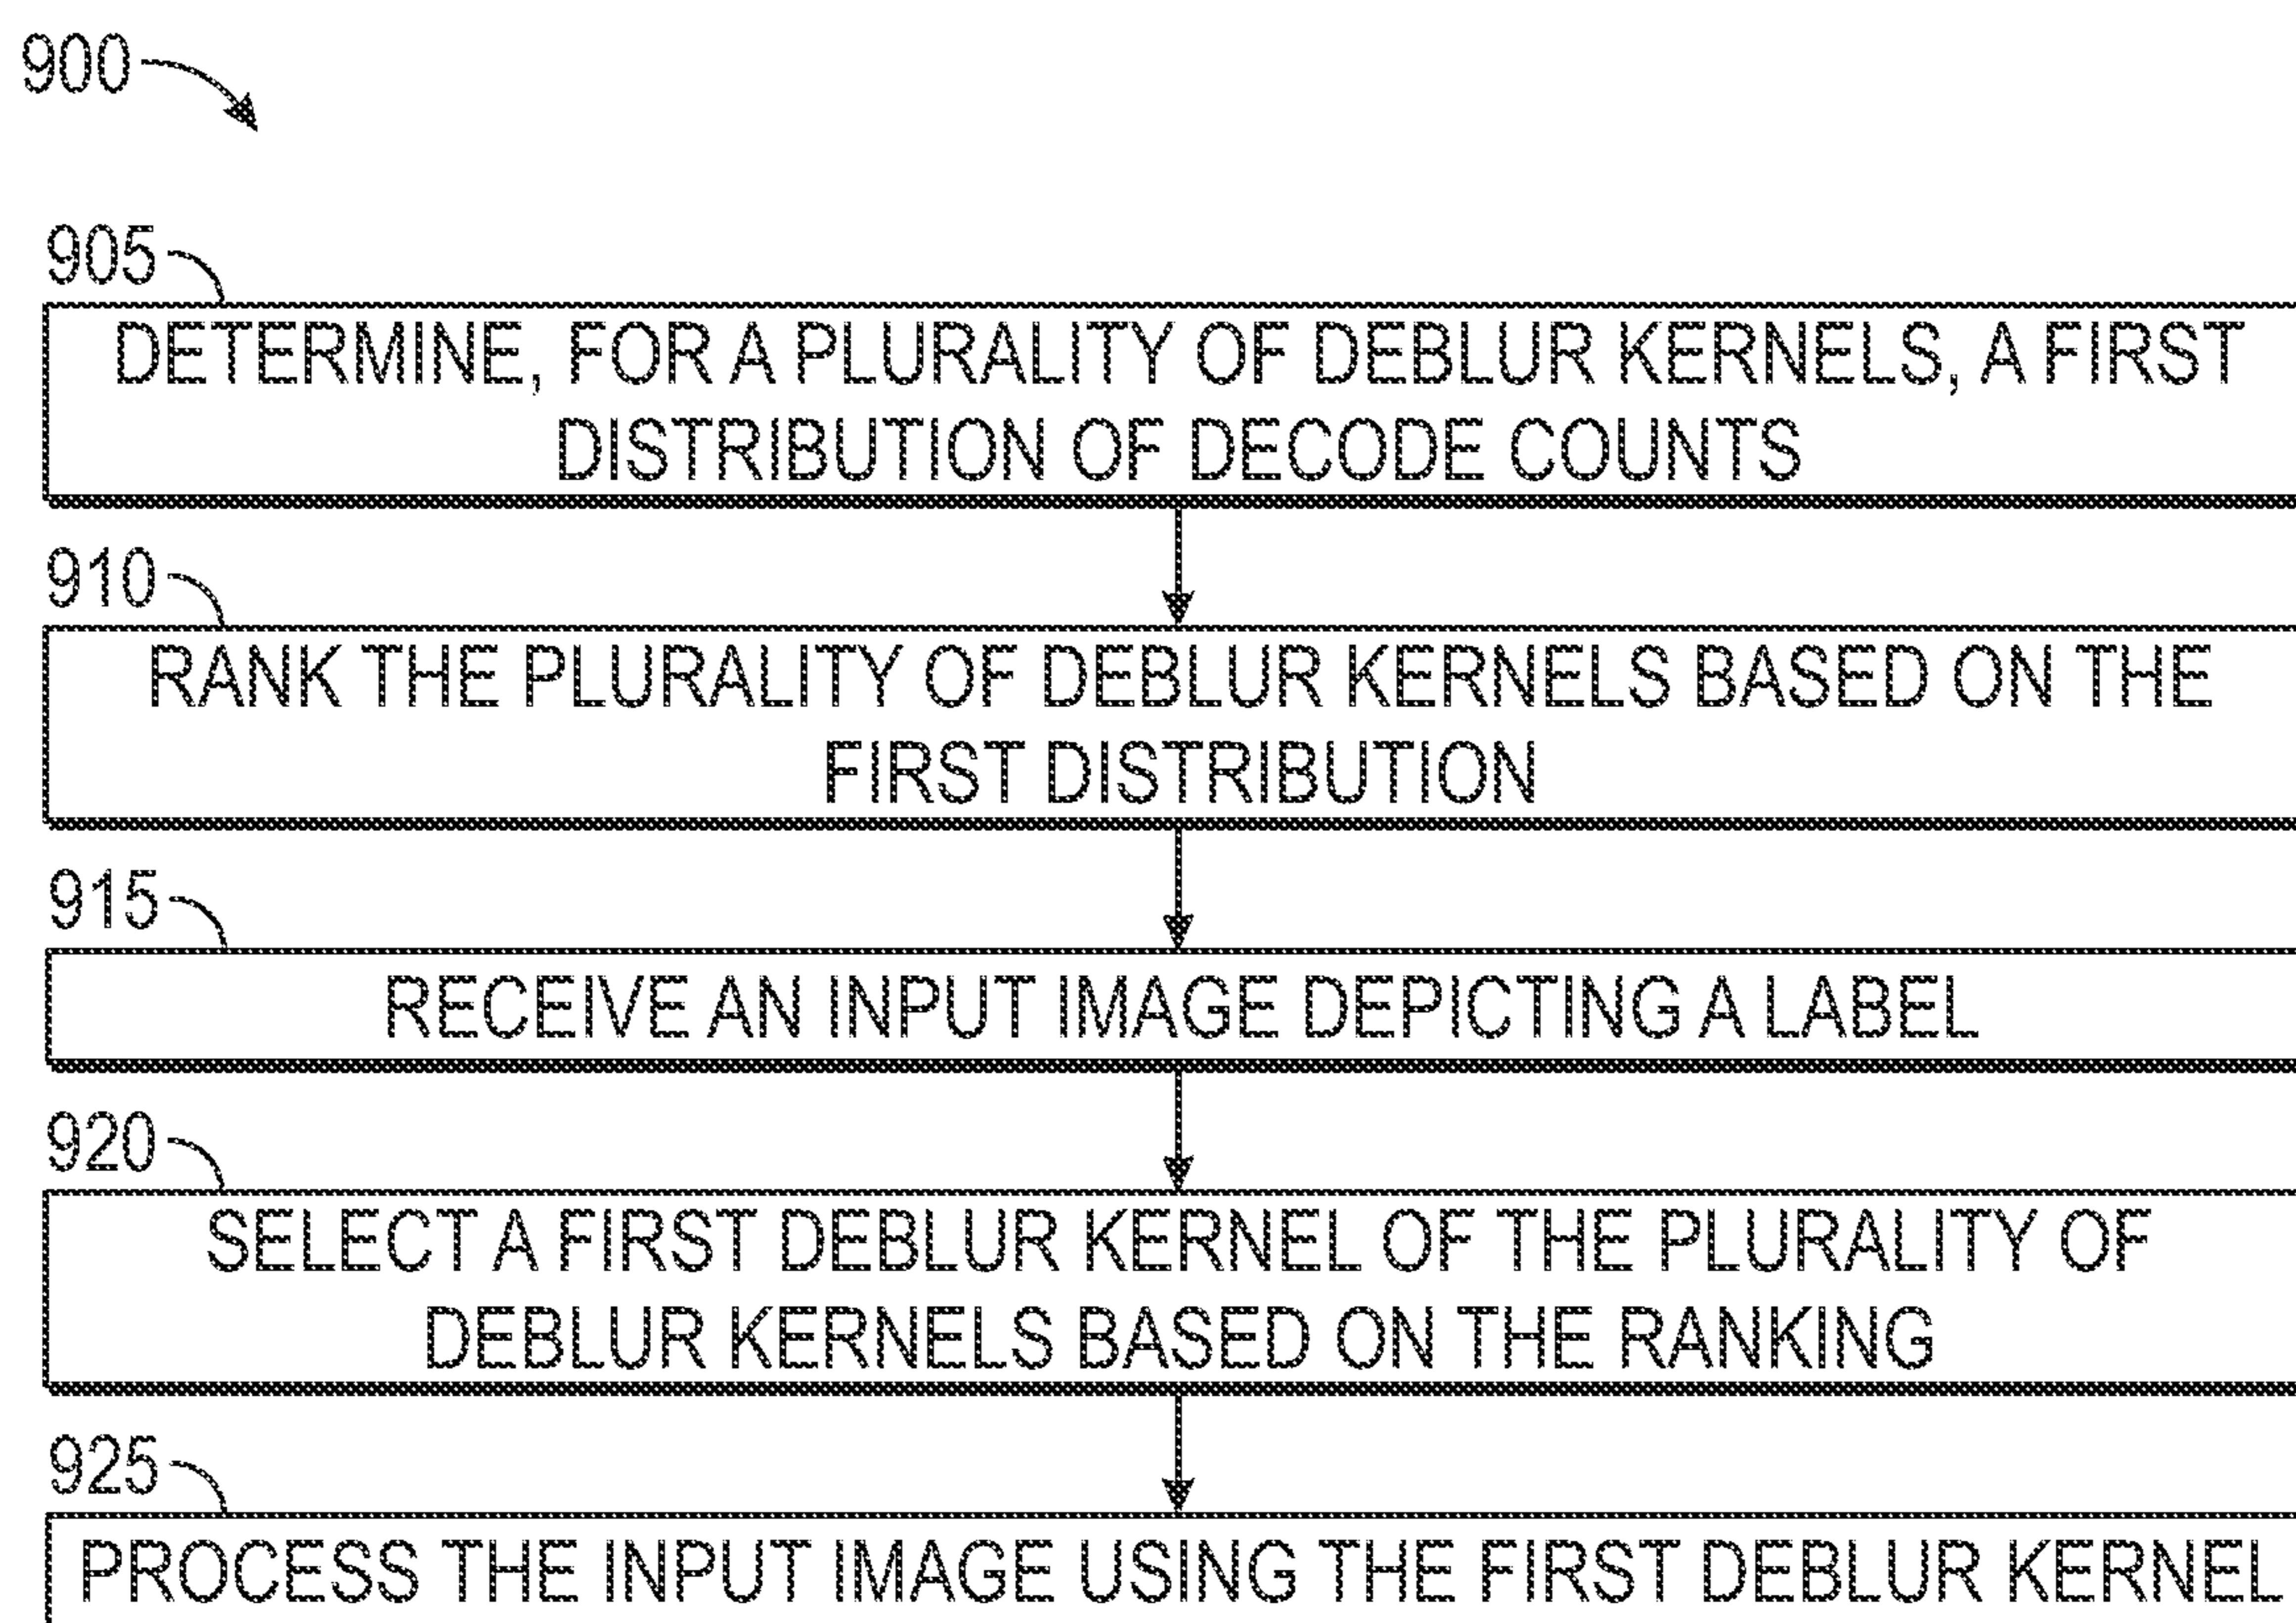 900
905
DETERMINE, FOR A PLURALITY OF DEBLUR KERNELS, A FIRST
DISTRIBUTION OF DECODE COUNTS
910
RANK THE PLURALITY OF DEBLUR KERNELS BASED ON THE
FIRST DISTRIBUTION
915
RECEIVE AN INPUT IMAGE DEPICTING A LABEL
920
SELECT A FIRST DEBLUR KERNEL OF THE PLURALITY OF
DEBLUR KERNELS BASED ON THE RANKING
925
PROCESS THE INPUT IMAGE USING THE FIRST DEBLUR KERNEL